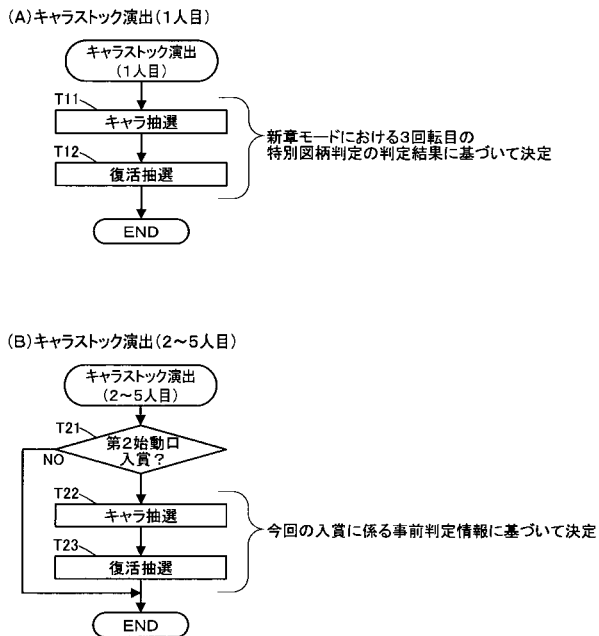 (A)キャラストック演出(1人目)
キャラストック演出
(1人目)
T11
キャラ抽選
T12
復活抽選
新章モードにおける3回転目の
特別図柄判定の判定結果に基づいて決定
END
(B)キャラストック演出(2～5人目)
キャラストック演出
(2～5人目)
T21
第2始動口
入賞?
NO
T22
キャラ抽選
T23
復活抽選
今回の入賞に係る事前判定情報に基づいて決定
END